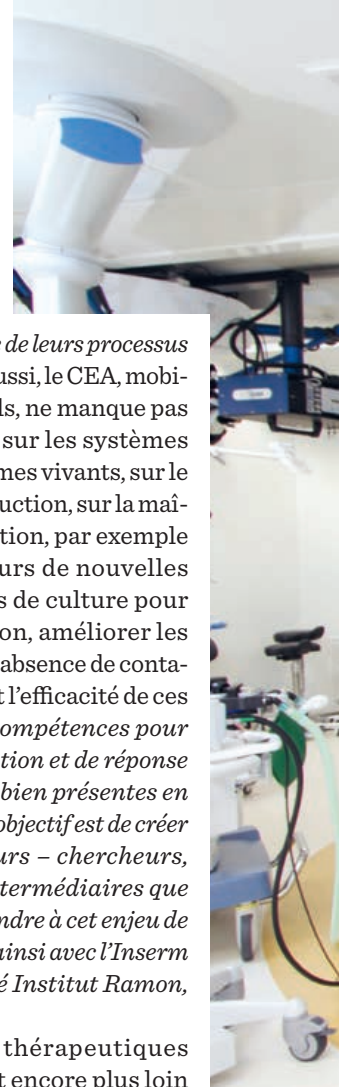 de leurs processus
ussi, le CEA, mobi-
ls, ne manque pas
sur les systèmes
mes vivants, sur le
uction, sur la maî-
tion, par exemple
urs de nouvelles
s de culture pour
on, améliorer les
absence de conta-
t l’efficacité de ces
ompétences pour
tion et de réponse
bien présentes en
objectif est de créer
urs – chercheurs,
ntermédiaires que
ndre à cet enjeu de
ainsi avec l’Inserm
é Institut Ramon,
thérapeutiques
t encore plus loin